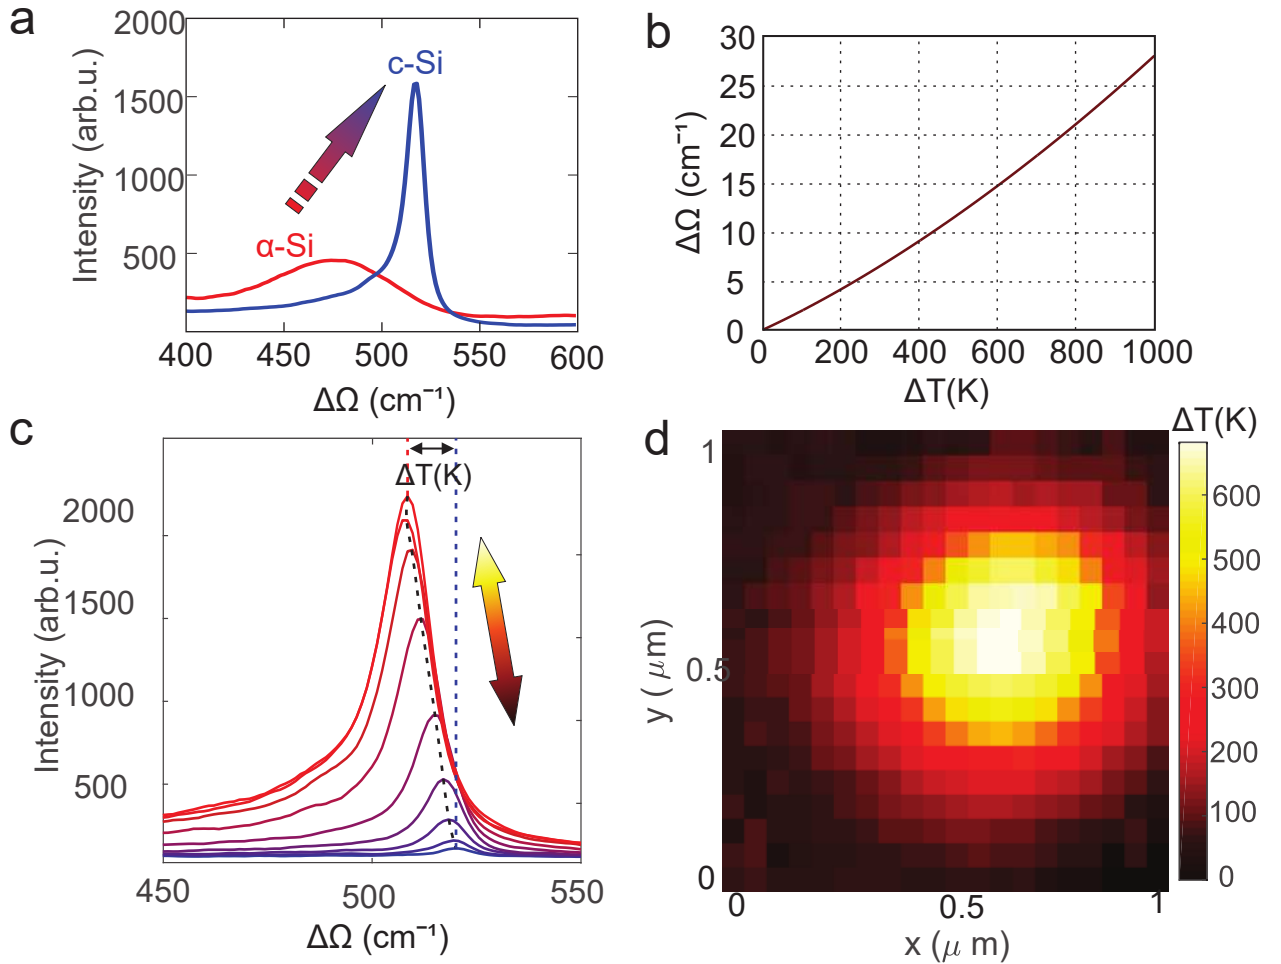 a
2000
1500
1000
500
Intensity (arb.u.)
c-Si
α-Si
400 450 500 550 600
ΔΩ (cm⁻¹)
b
30
25
20
15
10
5
0
ΔΩ (cm⁻¹)
0 200 400 600 800 1000
ΔT(K)
c
ΔT(K)
2000
1500
1000
500
Intensity (arb.u.)
450 500 550
ΔΩ (cm⁻¹)
d
ΔT(K)
1
0.5
0
y ( μm)
0 0.5 1
x (μ m)
600
500
400
300
200
100
0